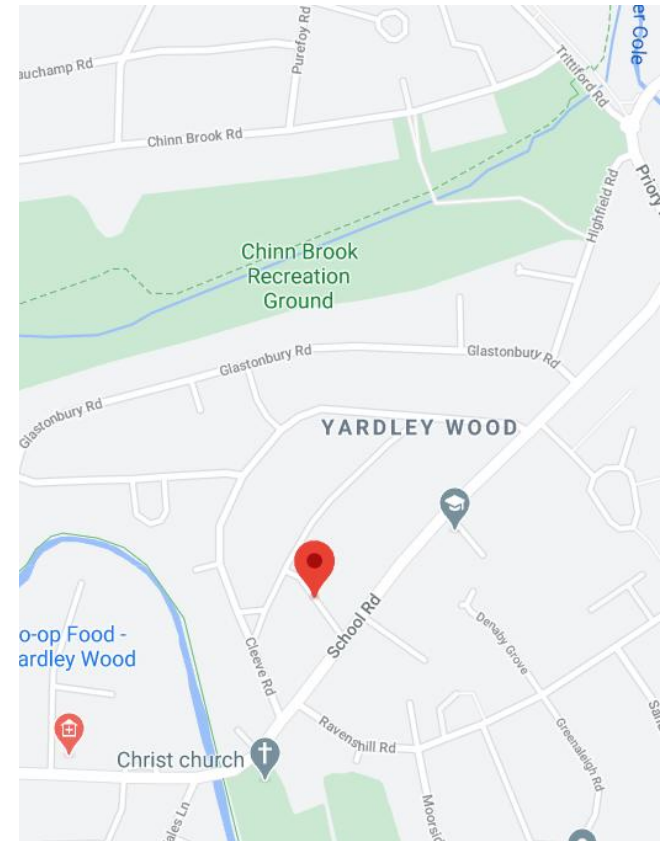 er Cole
Purefoy Rd
auchamp Rd
Trittiford Rd
Chinn Brook Rd
Priory
Highfield Rd
Chinn Brook
Recreation
Ground
Glastonbury Rd
Glastonbury Rd
Glastonbury Rd
YARDLEY WOOD
School Rd
Denaby Grove
o-op Food -
ardley Wood
Cleeve Rd
Ravenshill Rd
Greenaleigh Rd
San
Christ church
Moorsid
ales Ln